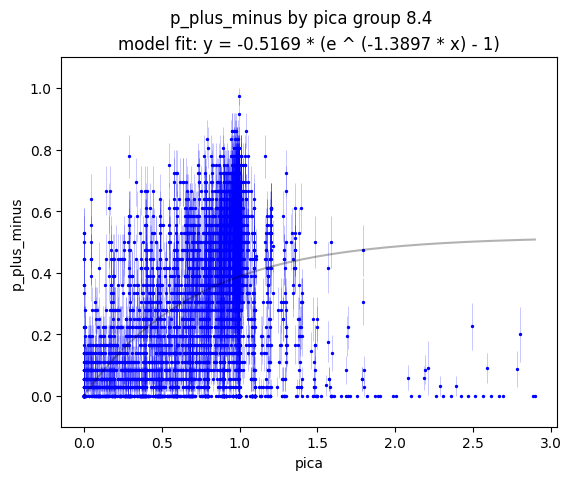 p_plus_minus by pica group 8.4
model fit: y = -0.5169 * (e ^ (-1.3897 * x) - 1)
p_plus_minus
1.0
0.8
0.6
0.4
0.2
0.0
0.0 0.5 1.0 1.5 2.0 2.5 3.0
pica